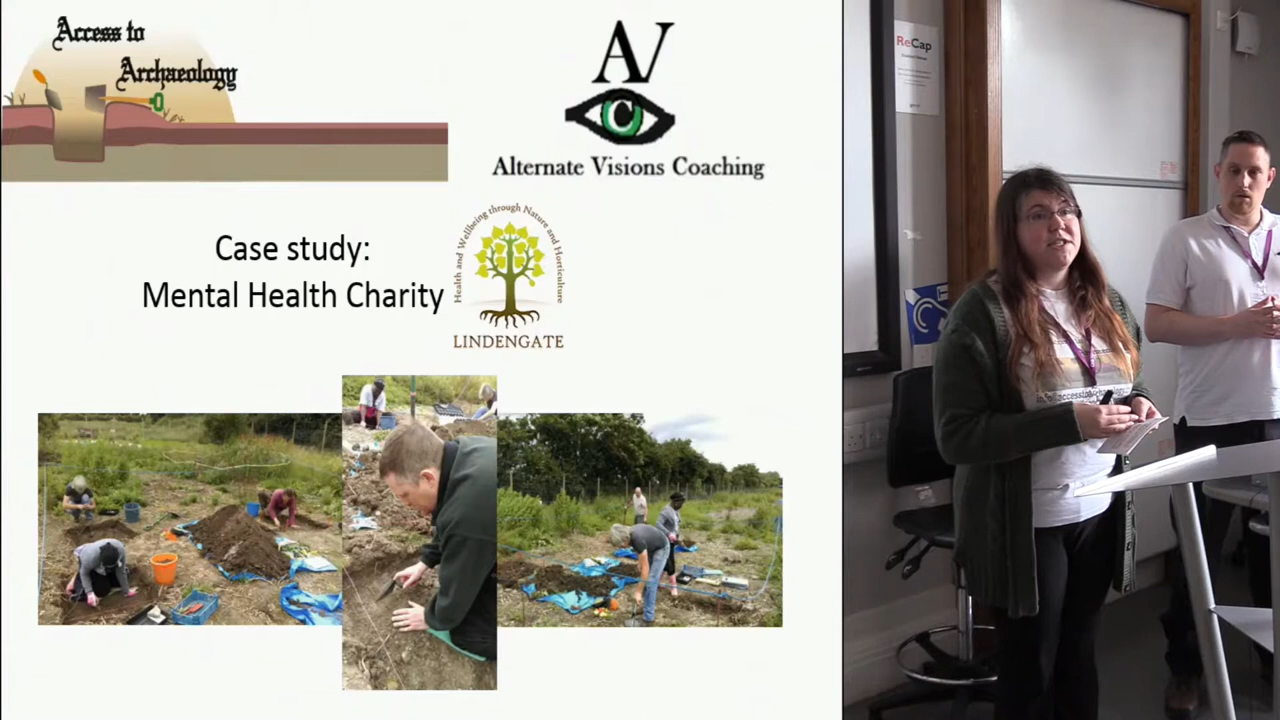 Access to
Archaeology
AV
C
Alternate Visions Coaching
Health and Wellbeing through Nature and Horticulture
LINDENGATE
Case study:
Mental Health Charity
ReCap